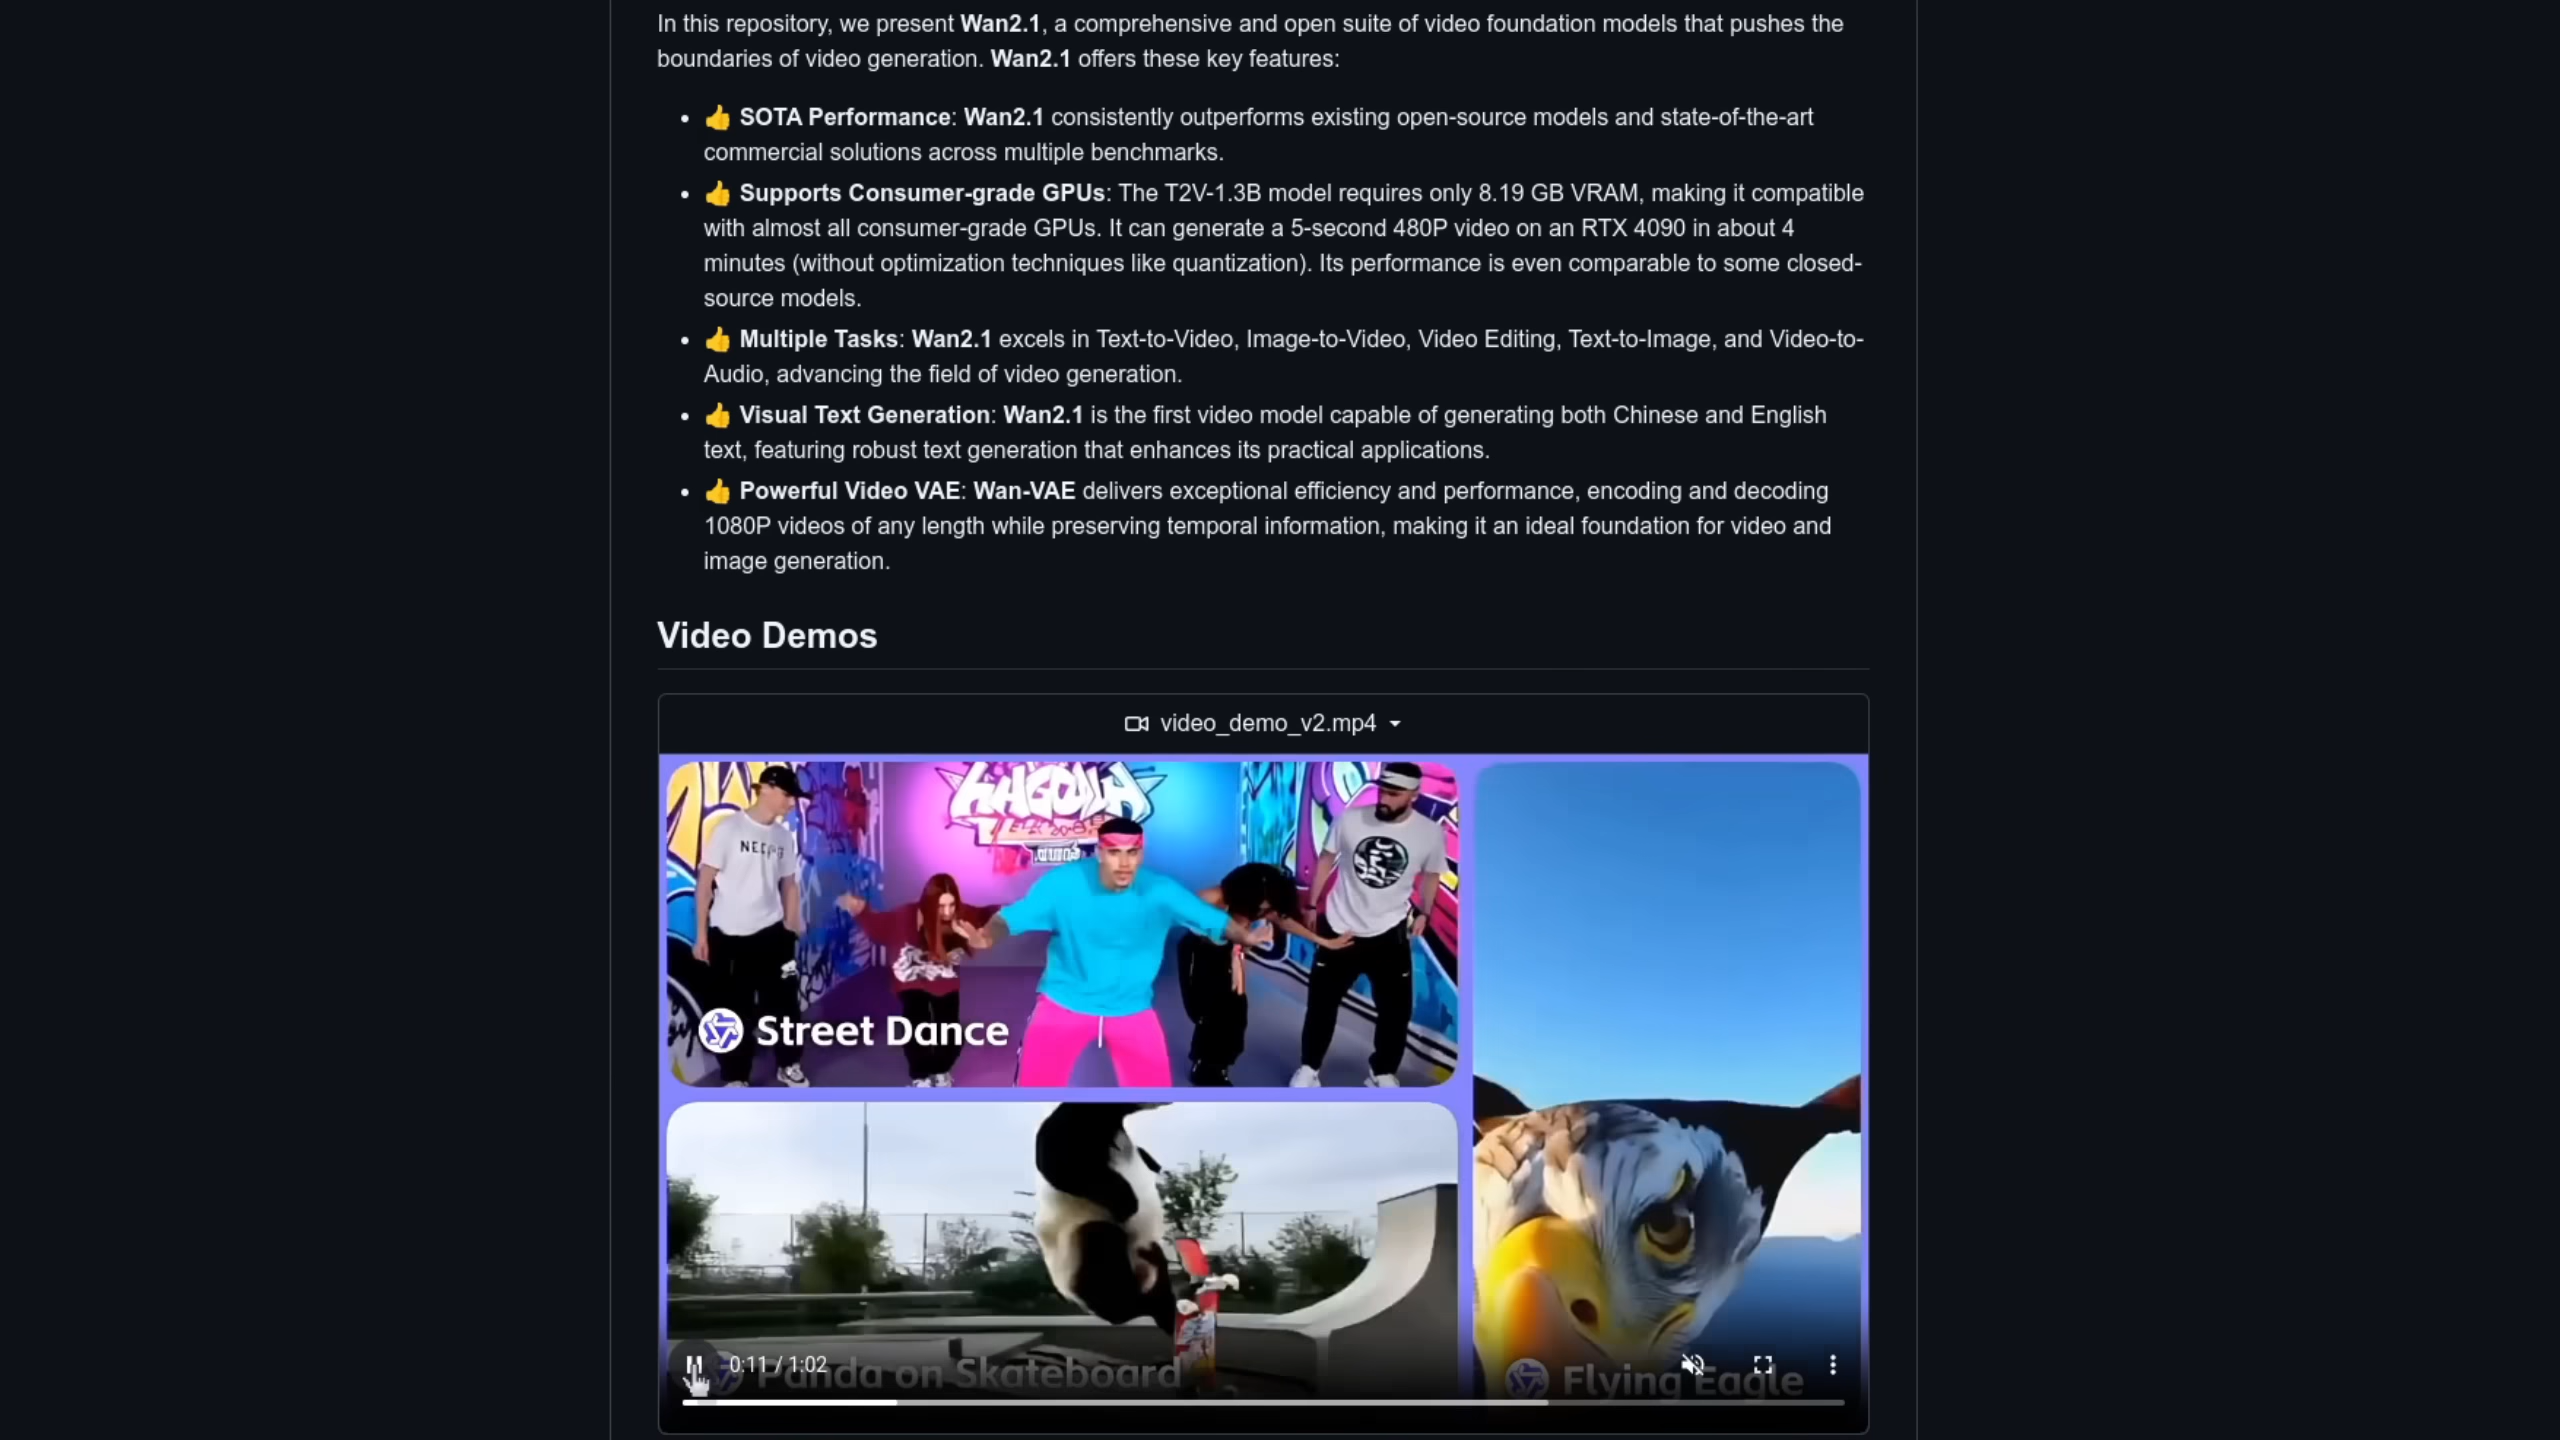 In this repository, we present Wan2.1, a comprehensive and open suite of video foundation models that pushes the
boundaries of video generation. Wan2.1 offers these key features:
• 👍 SOTA Performance: Wan2.1 consistently outperforms existing open-source models and state-of-the-art
commercial solutions across multiple benchmarks.
• 👍 Supports Consumer-grade GPUs: The T2V-1.3B model requires only 8.19 GB VRAM, making it compatible
with almost all consumer-grade GPUs. It can generate a 5-second 480P video on an RTX 4090 in about 4
minutes (without optimization techniques like quantization). Its performance is even comparable to some closed-
source models.
• 👍 Multiple Tasks: Wan2.1 excels in Text-to-Video, Image-to-Video, Video Editing, Text-to-Image, and Video-to-
Audio, advancing the field of video generation.
• 👍 Visual Text Generation: Wan2.1 is the first video model capable of generating both Chinese and English
text, featuring robust text generation that enhances its practical applications.
• 👍 Powerful Video VAE: Wan-VAE delivers exceptional efficiency and performance, encoding and decoding
1080P videos of any length while preserving temporal information, making it an ideal foundation for video and
image generation.
Video Demos
video_demo_v2.mp4
Street Dance
0:11 / 1:02
Panda on Skateboard
Flying Eagle